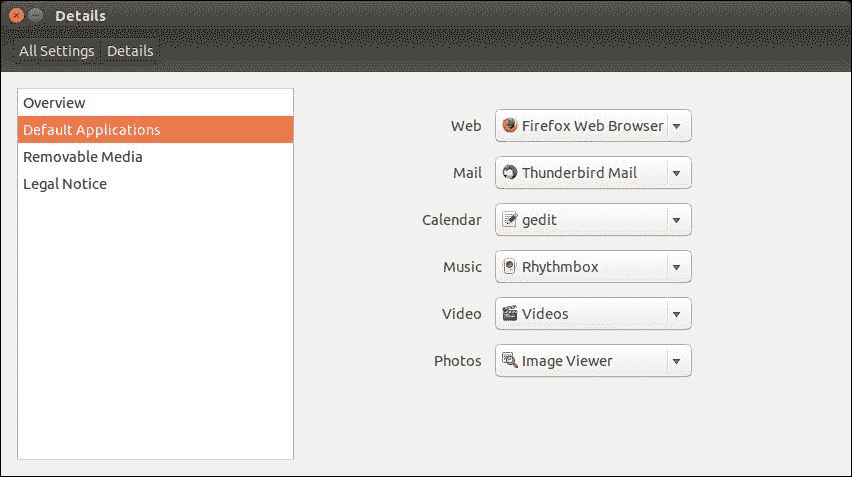 Details
All Settings Details
Overview
Default Applications
Removable Media
Legal Notice
Web Firefox Web Browser
Mail Thunderbird Mail
Calendar gedit
Music Rhythmbox
Video Videos
Photos Image Viewer